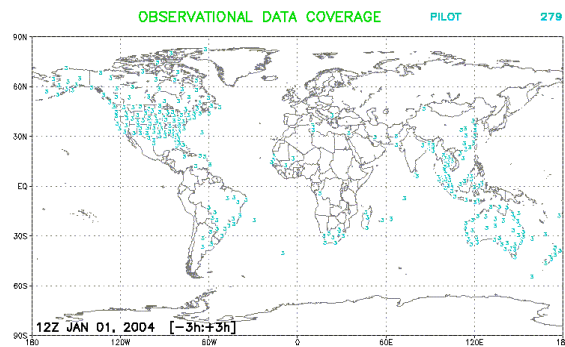 OBSERVATIONAL DATA COVERAGE PILOT 279
90N
60N
30N
EQ
30S
60S
90S
12Z JAN 01, 2004 [-3h:+3h]
180 120W 60W 0 60E 120E 180